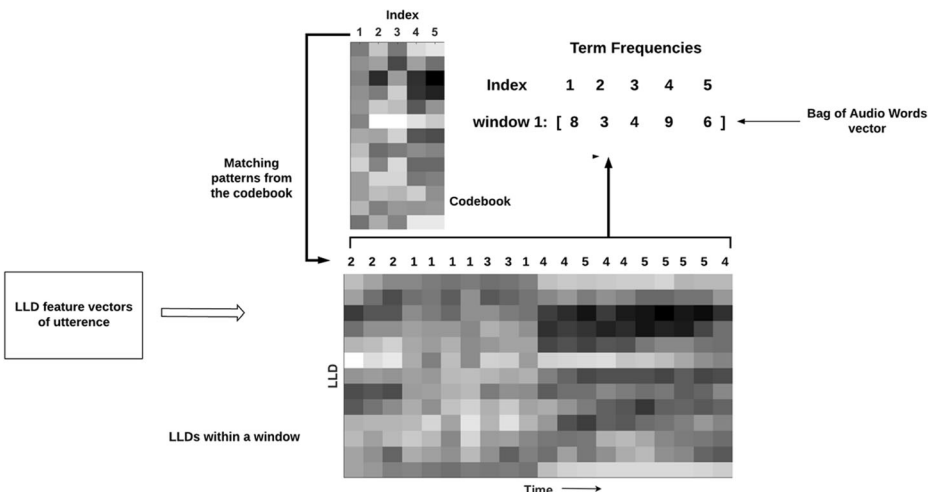 Index
1 2 3 4 5
Term Frequencies
Index 1 2 3 4 5
window 1: [ 8 3 4 9 6 ]
Bag of Audio Words
vector
Matching
patterns from
the codebook
Codebook
2 2 2 1 1 1 1 3 3 1 4 4 5 4 4 5 5 5 5 4
LLD feature vectors
of utterence
LLD
LLDs within a window
Time